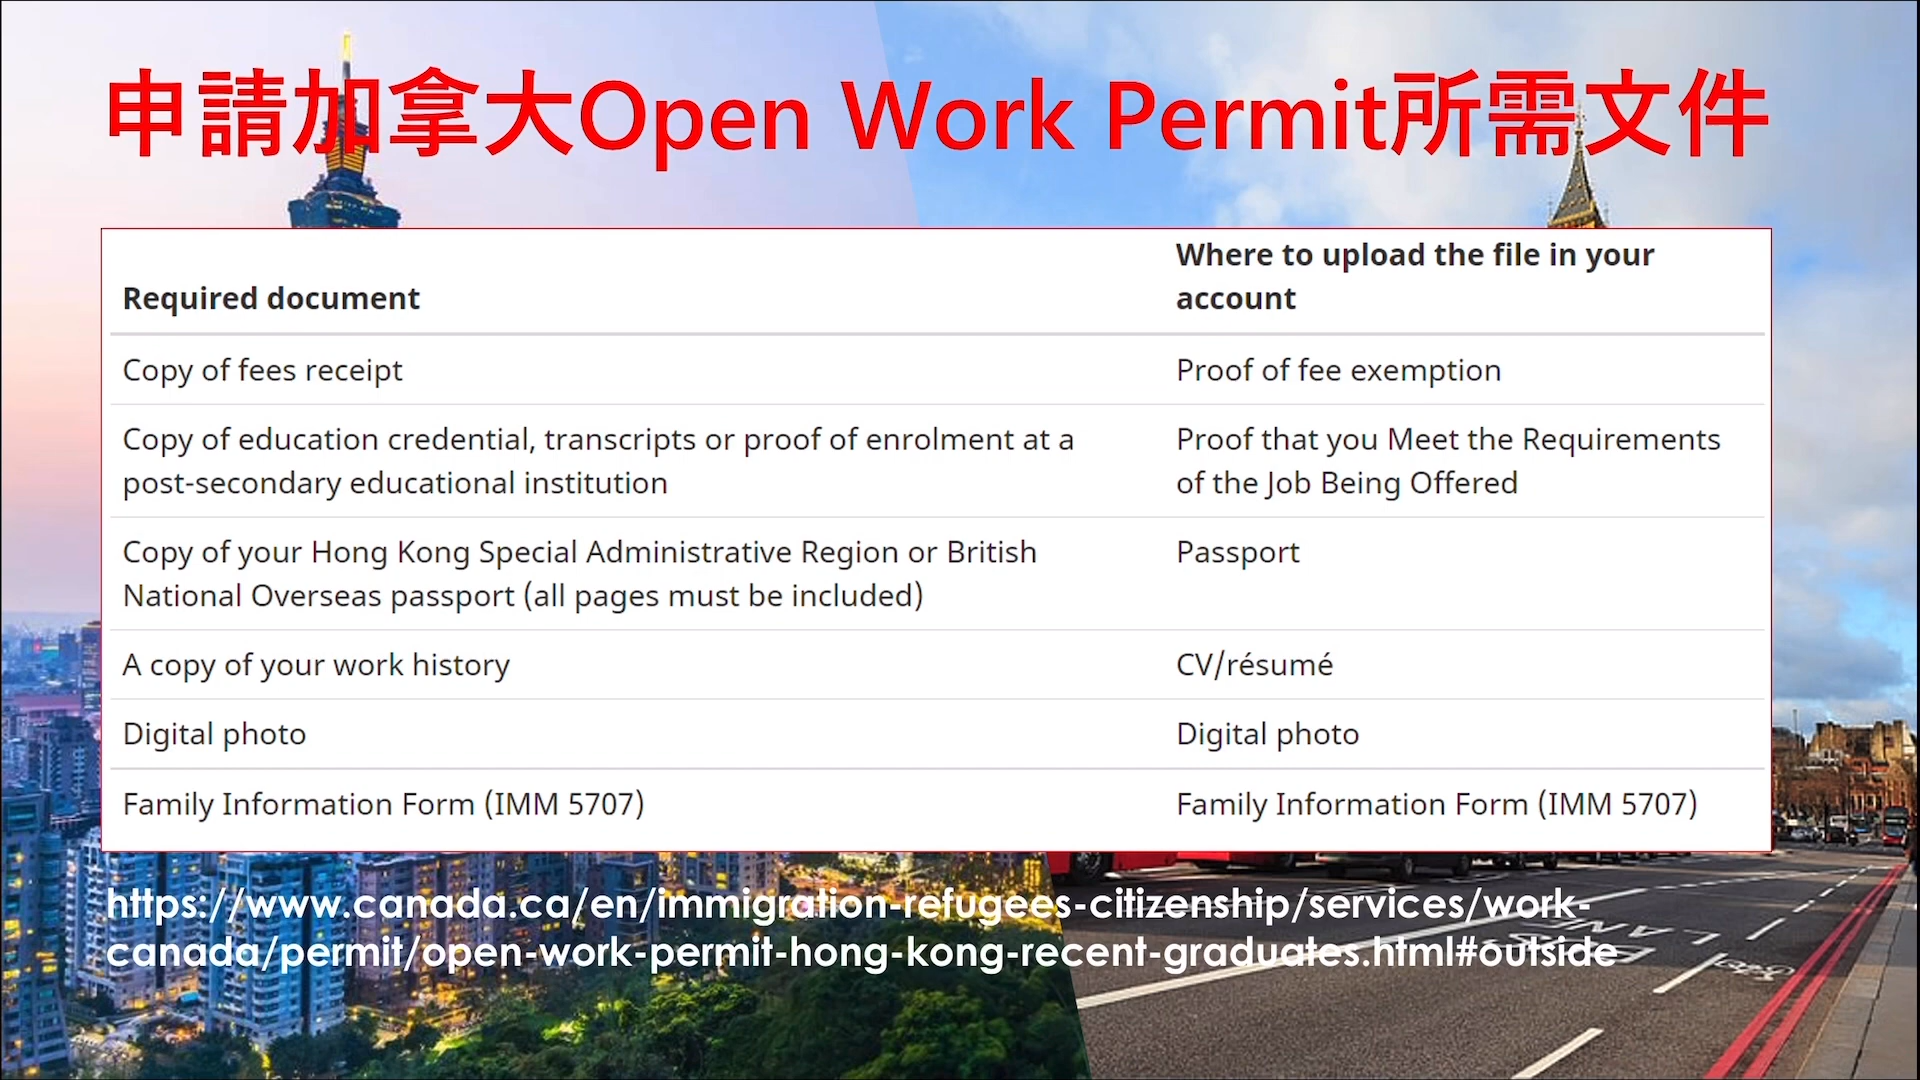 申請加拿大Open Work Permit所需文件
Where to upload the file in your
account
Required document
Copy of fees receipt
Proof of fee exemption
Copy of education credential, transcripts or proof of enrolment at a
post-secondary educational institution
Proof that you Meet the Requirements
of the Job Being Offered
Copy of your Hong Kong Special Administrative Region or British
National Overseas passport (all pages must be included)
Passport
A copy of your work history
CV/résumé
Digital photo
Digital photo
Family Information Form (IMM 5707)
Family Information Form (IMM 5707)
https://www.canada.ca/en/immigration-refugees-citizenship/services/work-
canada/permit/open-work-permit-hong-kong-recent-graduates.html#outside